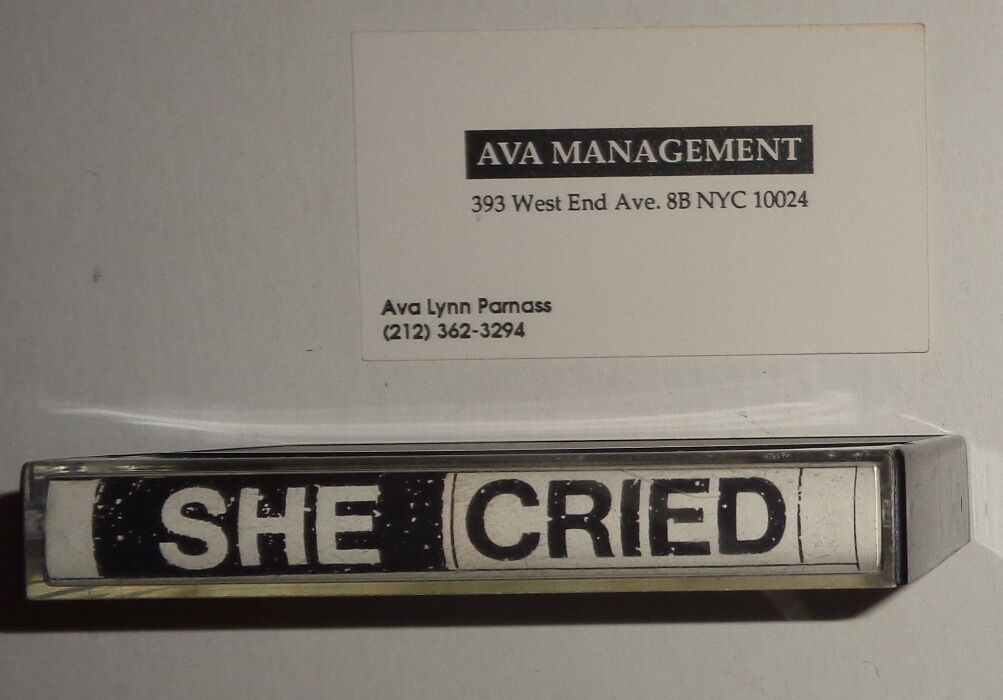 AVA MANAGEMENT
393 West End Ave. 8B NYC 10024
Ava Lynn Parnass
(212) 362-3294
SHE CRIED